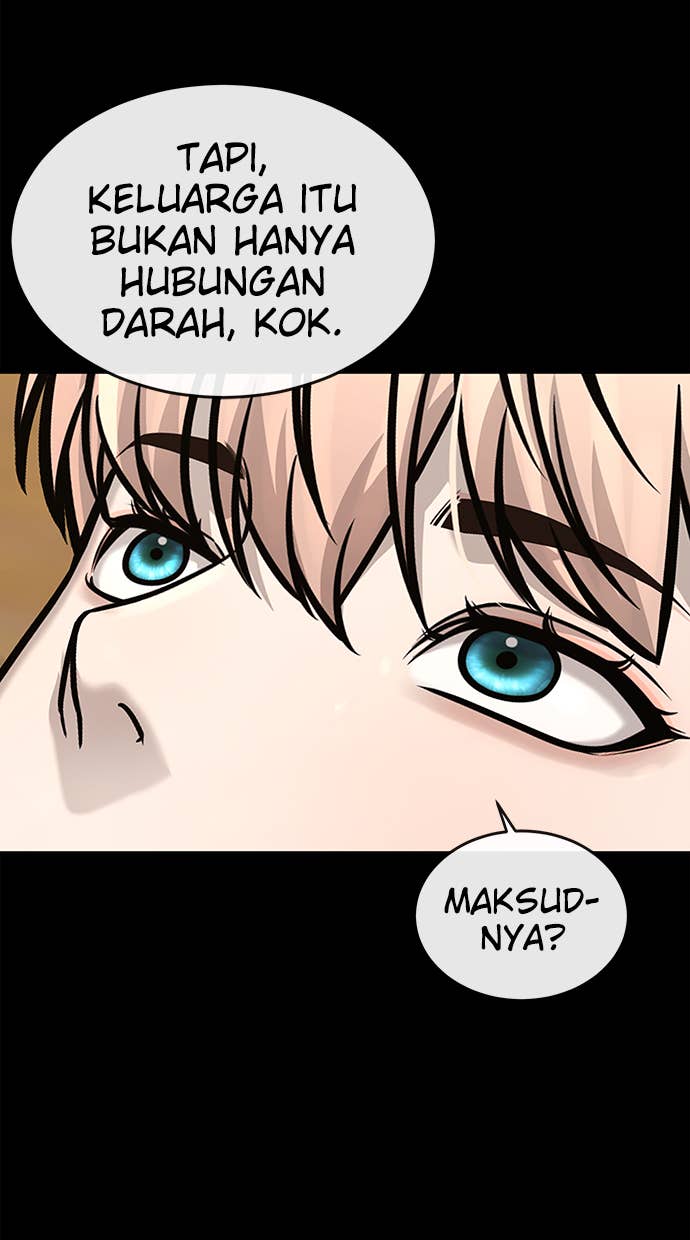 TAPI,
KELUARGA ITU
BUKAN HANYA
HUBUNGAN
DARAH, KOK.
MAKSUD-
NYA?